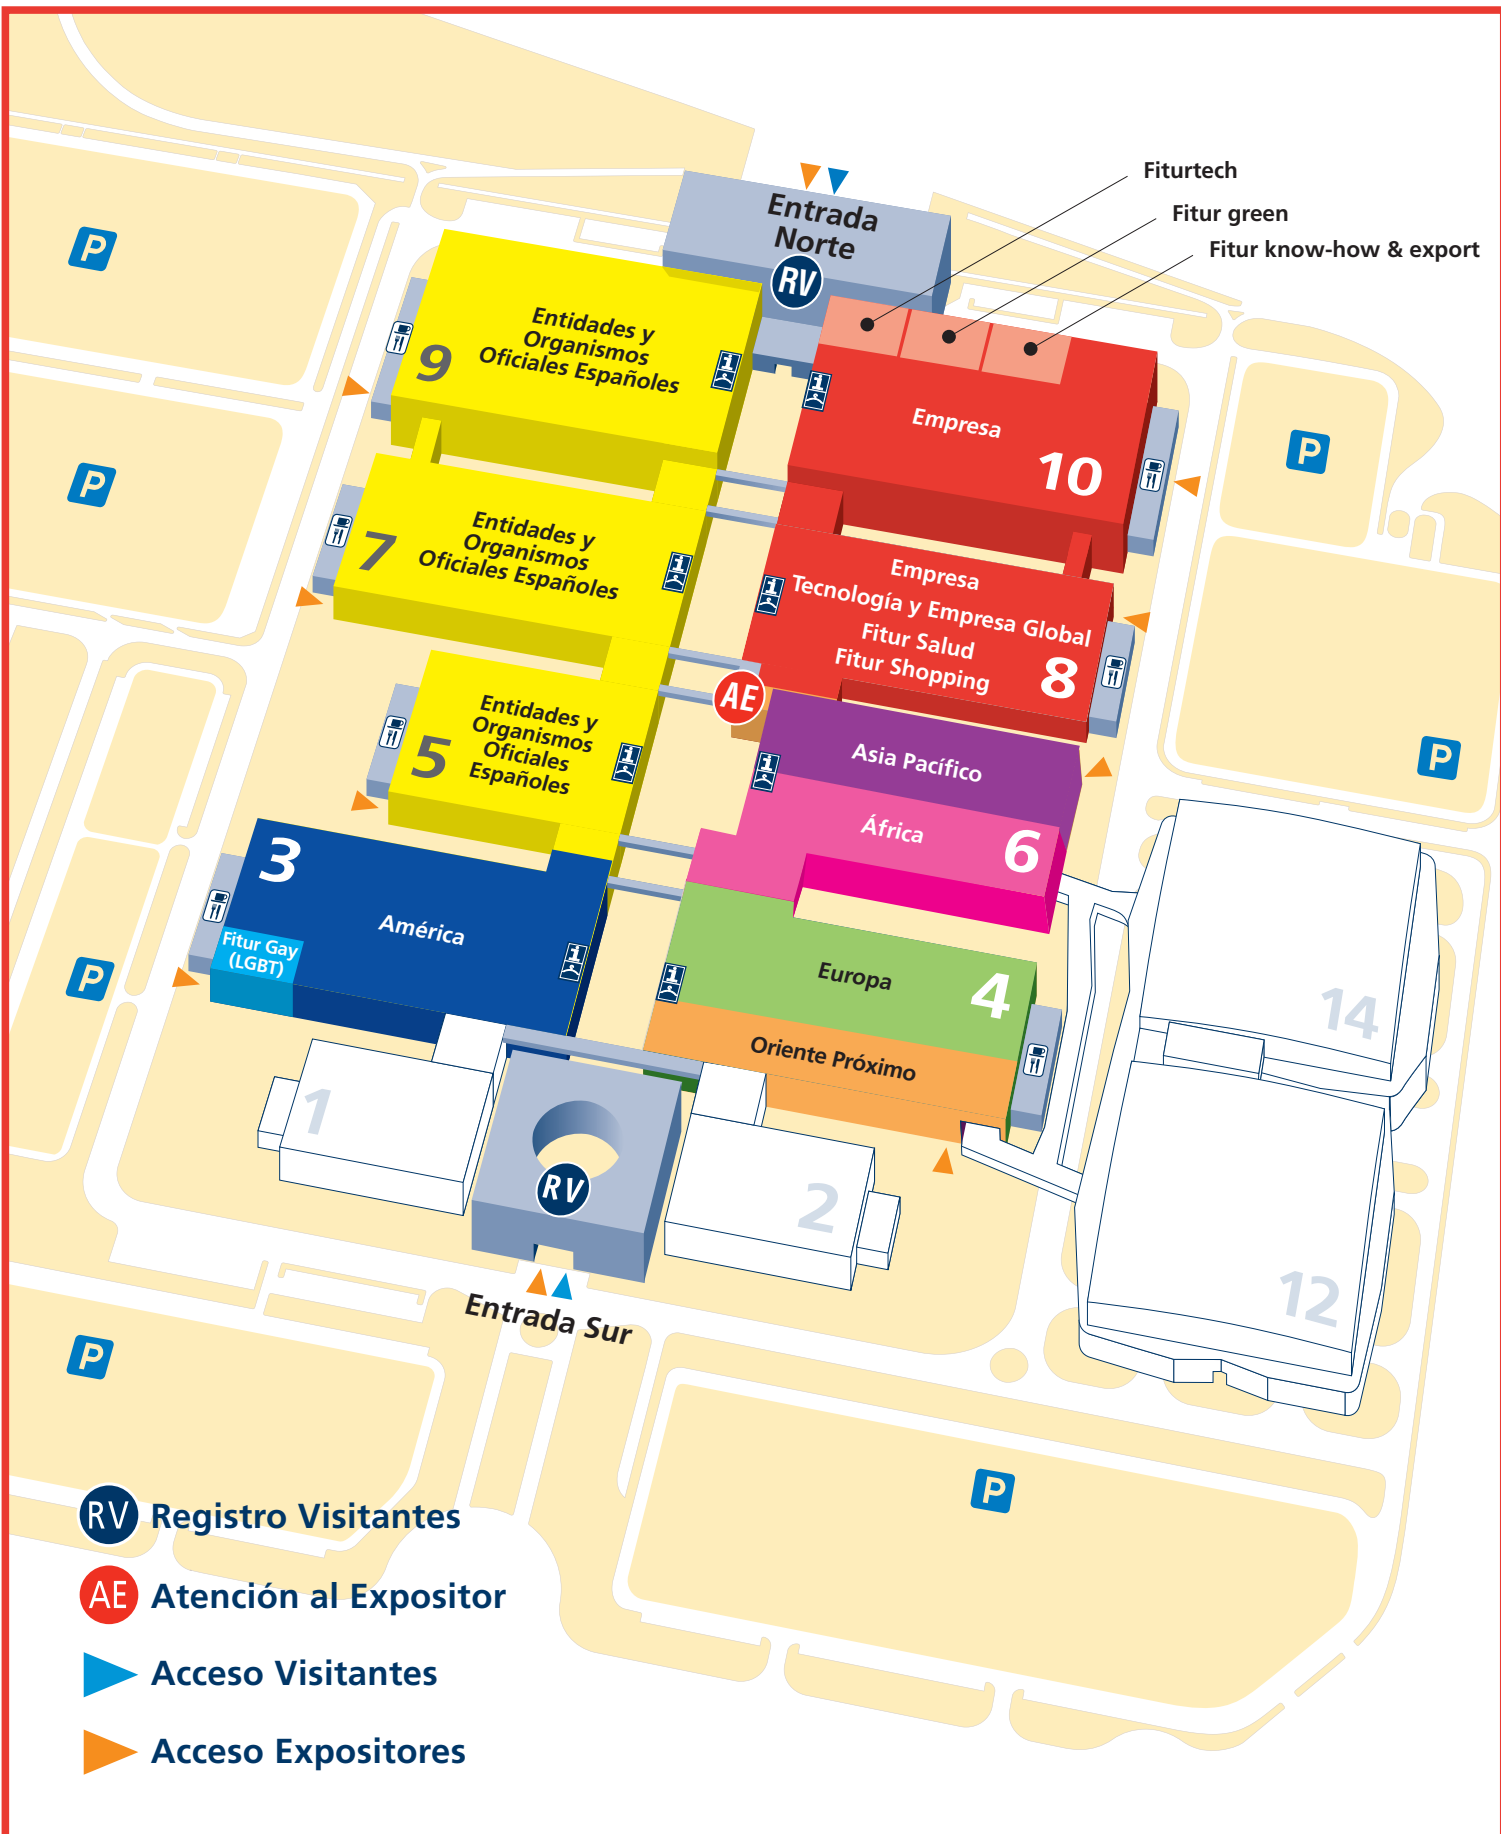 Fiturtech
Fitur green
Fitur know-how & export
Entrada
Norte
RV
P
Entidades y
Organismos
Oficiales Españoles
9
i
i
Empresa
10
P
P
Entidades y
Organismos
Oficiales Españoles
7
i
i
Empresa
Tecnología y Empresa Global
Fitur Salud
Fitur Shopping
8
AE
Entidades y
Organismos
Oficiales
Españoles
5
i
i
Asia Pacífico
África
6
P
3
América
Fitur Gay
(LGBT)
i
i
Europa
4
Oriente Próximo
P
14
1
RV
2
12
Entrada Sur
P
P
RV Registro Visitantes
AE Atención al Expositor
Acceso Visitantes
Acceso Expositores